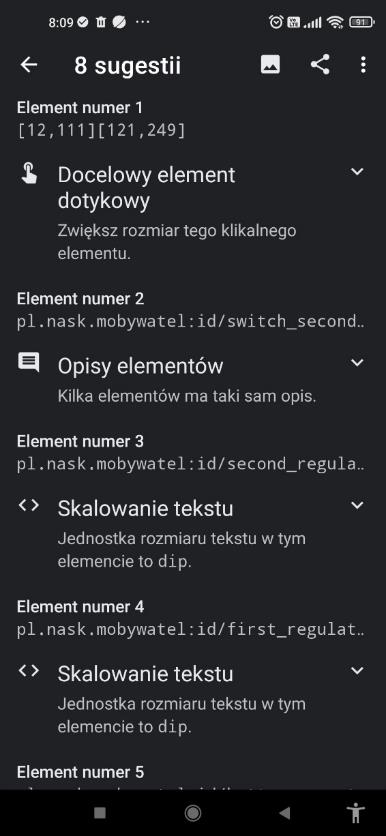 8:09 ...
91
8 sugestii
Element numer 1
[12,111][121,249]
Docelowy element
dotykowy
Zwiększ rozmiar tego klikalnego
elementu.
Element numer 2
pl.nask.mobywatel:id/switch_second..
Opisy elementów
Kilka elementów ma taki sam opis.
Element numer 3
pl.nask.mobywatel:id/second_regula..
Skalowanie tekstu
Jednostka rozmiaru tekstu w tym
elemencie to dip.
Element numer 4
pl.nask.mobywatel:id/first_regulat..
Skalowanie tekstu
Jednostka rozmiaru tekstu w tym
elemencie to dip.
Element numer 5